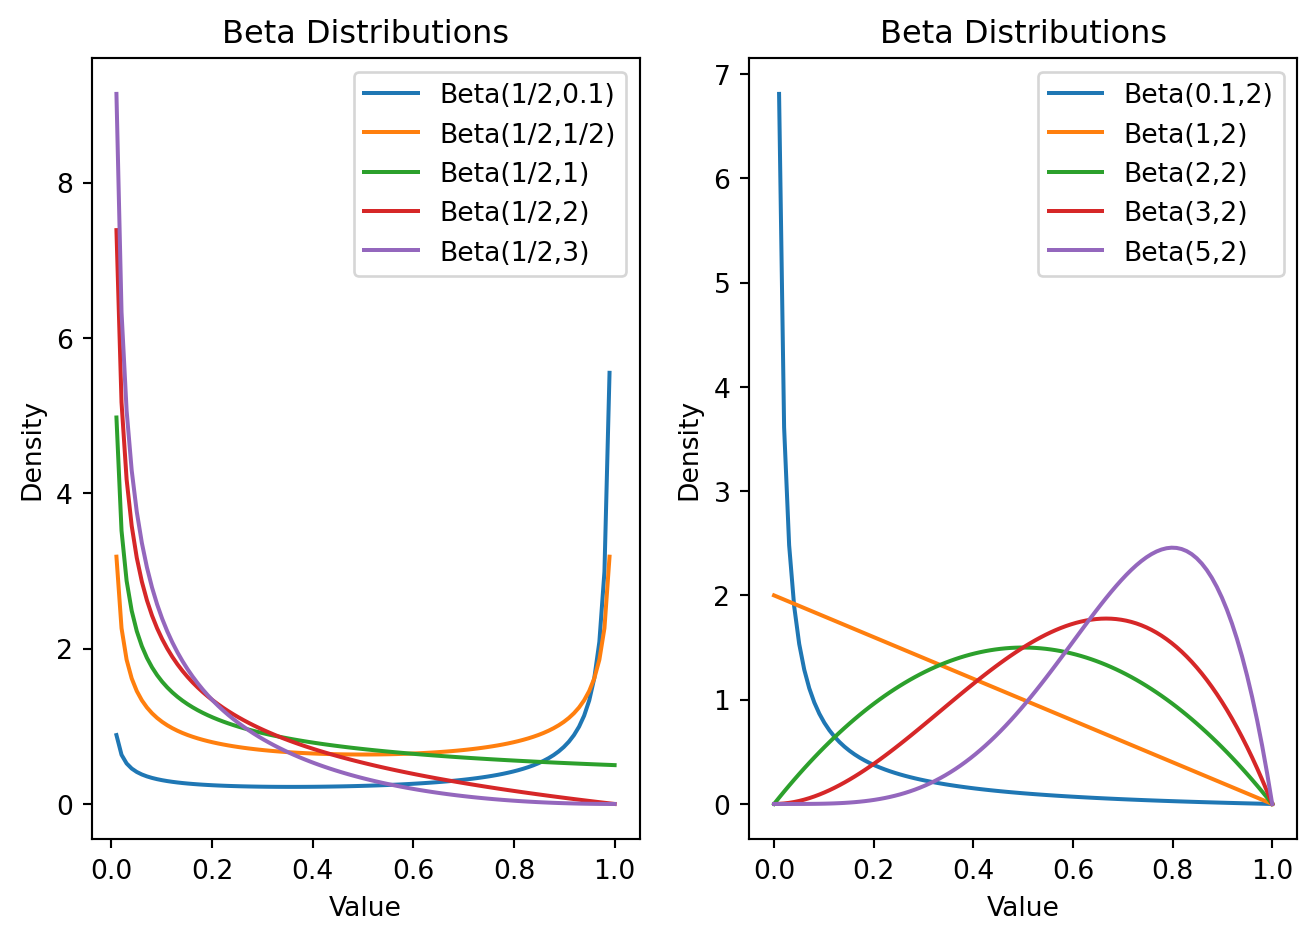 Beta Distributions
Beta(1/2,0.1)
Beta(1/2,1/2)
Beta(1/2,1)
Beta(1/2,2)
Beta(1/2,3)
8
6
4
2
0
Density
0.0 0.2 0.4 0.6 0.8 1.0
Value
Beta Distributions
Beta(0.1,2)
Beta(1,2)
Beta(2,2)
Beta(3,2)
Beta(5,2)
7
6
5
4
3
2
1
0
Density
0.0 0.2 0.4 0.6 0.8 1.0
Value